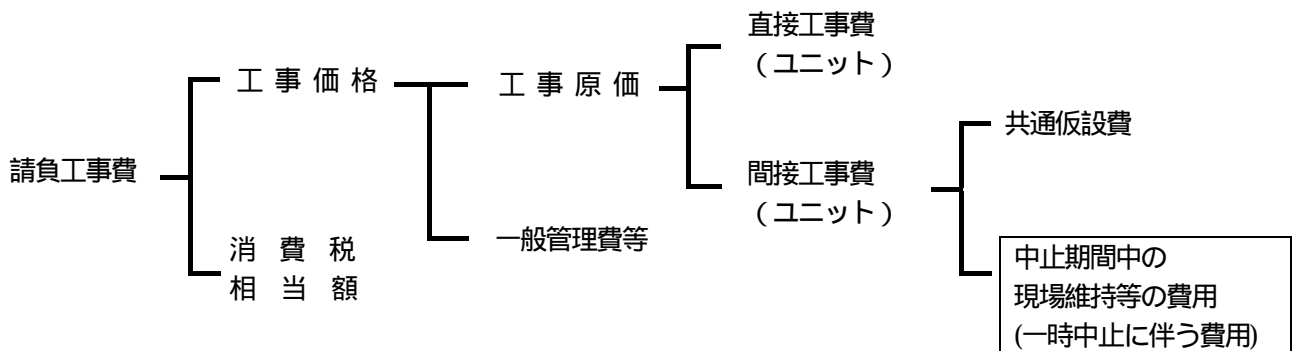 直接工事費
（ユニット）
工事価格
工事原価
共通仮設費
請負工事費
間接工事費
（ユニット）
一般管理費等
消費税
相当額
中止期間中の
現場維持等の費用
(一時中止に伴う費用)